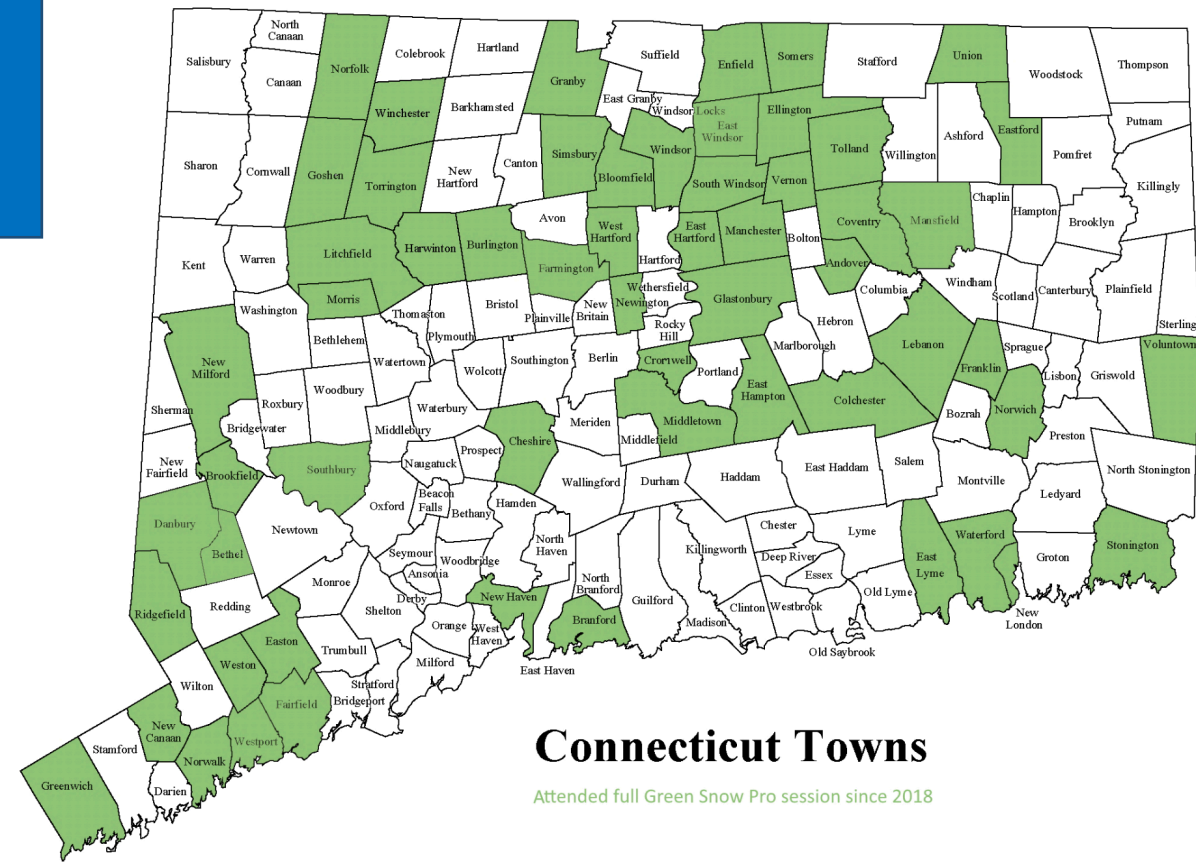 North
Canaan
Salisbury
Canaan
Norfolk
Colebrook
Hartland
Granby
Suffield
East Granby
Windsor Locks
Enfield
Somers
Stafford
Union
Woodstock
Thompson
Winchester
Barkhamsted
East
Windsor
Ellington
Putnam
Sharon
Cornwall
Goshen
Torrington
New
Hartford
Canton
Simsbury
Bloomfield
Windsor
South Windsor
Vernon
Tolland
Willington
Ashford
Eastford
Pomfret
Killingly
Kent
Warren
Litchfield
Harwinton
Burlington
Avon
Farmington
West
Hartford
Hartford
East
Hartford
Manchester
Bolton
Coventry
Andover
Mansfield
Chaplin
Hampton
Brooklyn
Washington
Morris
Bethlehem
Thomaston
Plymouth
Bristol
Plainville
New
Britain
Newington
Wethersfield
Rocky
Hill
Glastonbury
Hebron
Marlborough
Columbia
Windham
Scotland
Canterbury
Plainfield
Sterling
New
Milford
Sherman
Roxbury
Bridgewater
Woodbury
Watertown
Wolcott
Southington
Berlin
Cromwell
Portland
East
Hampton
Colchester
Lebanon
Franklin
Sprague
Lisbon
Griswold
Voluntown
Norwich
Bozrah
Preston
New
Fairfield
Brookfield
Southbury
Middlebury
Waterbury
Naugatuck
Prospect
Cheshire
Meriden
Middlefield
Middletown
Wallingford
Durham
Haddam
East Haddam
Salem
Montville
Ledyard
North Stonington
Danbury
Bethel
Newtown
Oxford
Beacon
Falls
Bethany
Hamden
North
Haven
Seymour
Woodbridge
Ansonia
Derby
Killingworth
Chester
Deep River
Essex
Lyme
East
Lyme
Waterford
Groton
Stonington
Ridgefield
Redding
Monroe
Shelton
Orange
West
Haven
New Haven
North
Branford
Branford
East Haven
Guilford
Madison
Clinton
Westbrook
Old Saybrook
Old Lyme
New
London
Wilton
Weston
Easton
Trumbull
Stratford
Milford
Bridgeport
Fairfield
Westport
Norwalk
New
Canaan
Darien
Stamford
Greenwich
Connecticut Towns
Attended full Green Snow Pro session since 2018